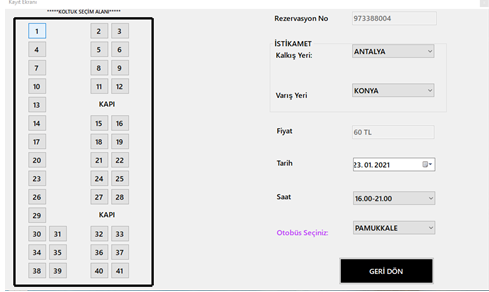 Kayıt Ekranı
*****KOLTUK SEÇİM ALANI*****
1 2 3
4 5 6
7 8 9
10 11 12
13 KAPI
14 15 16
17 18 19
20 21 22
23 24 25
26 27 28
29 KAPI
30 31 32 33
34 35 36 37
38 39 40 41
Rezervasyon No 973388004
İSTİKAMET
Kalkış Yeri: ANTALYA
Varış Yeri KONYA
Fiyat 60 TL
Tarih 23.01.2021
Saat 16.00-21.00
Otobüs Seçiniz: PAMUKKALE
GERİ DÖN